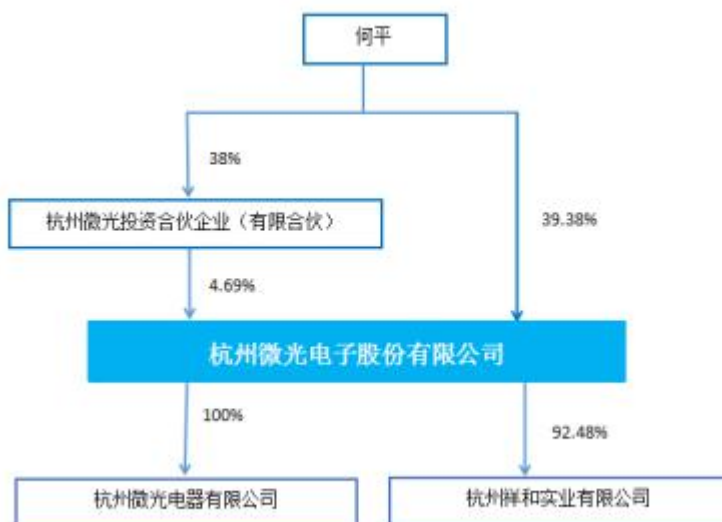 何平
38%
39.38%
杭州微光投资合伙企业（有限合伙）
4.69%
杭州微光电子股份有限公司
100%
92.48%
杭州微光电器有限公司
杭州祥和实业有限公司